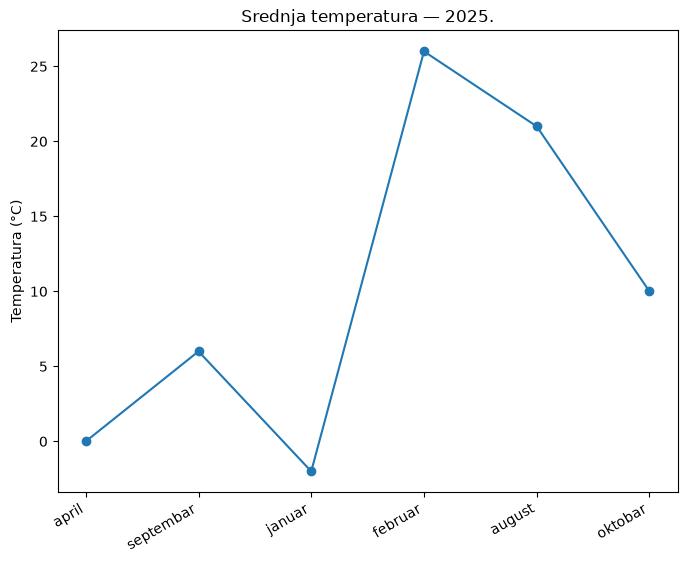 Srednja temperatura — 2025.
Temperatura (°C)
25
20
15
10
5
0
april
septembar
januar
februar
august
oktobar